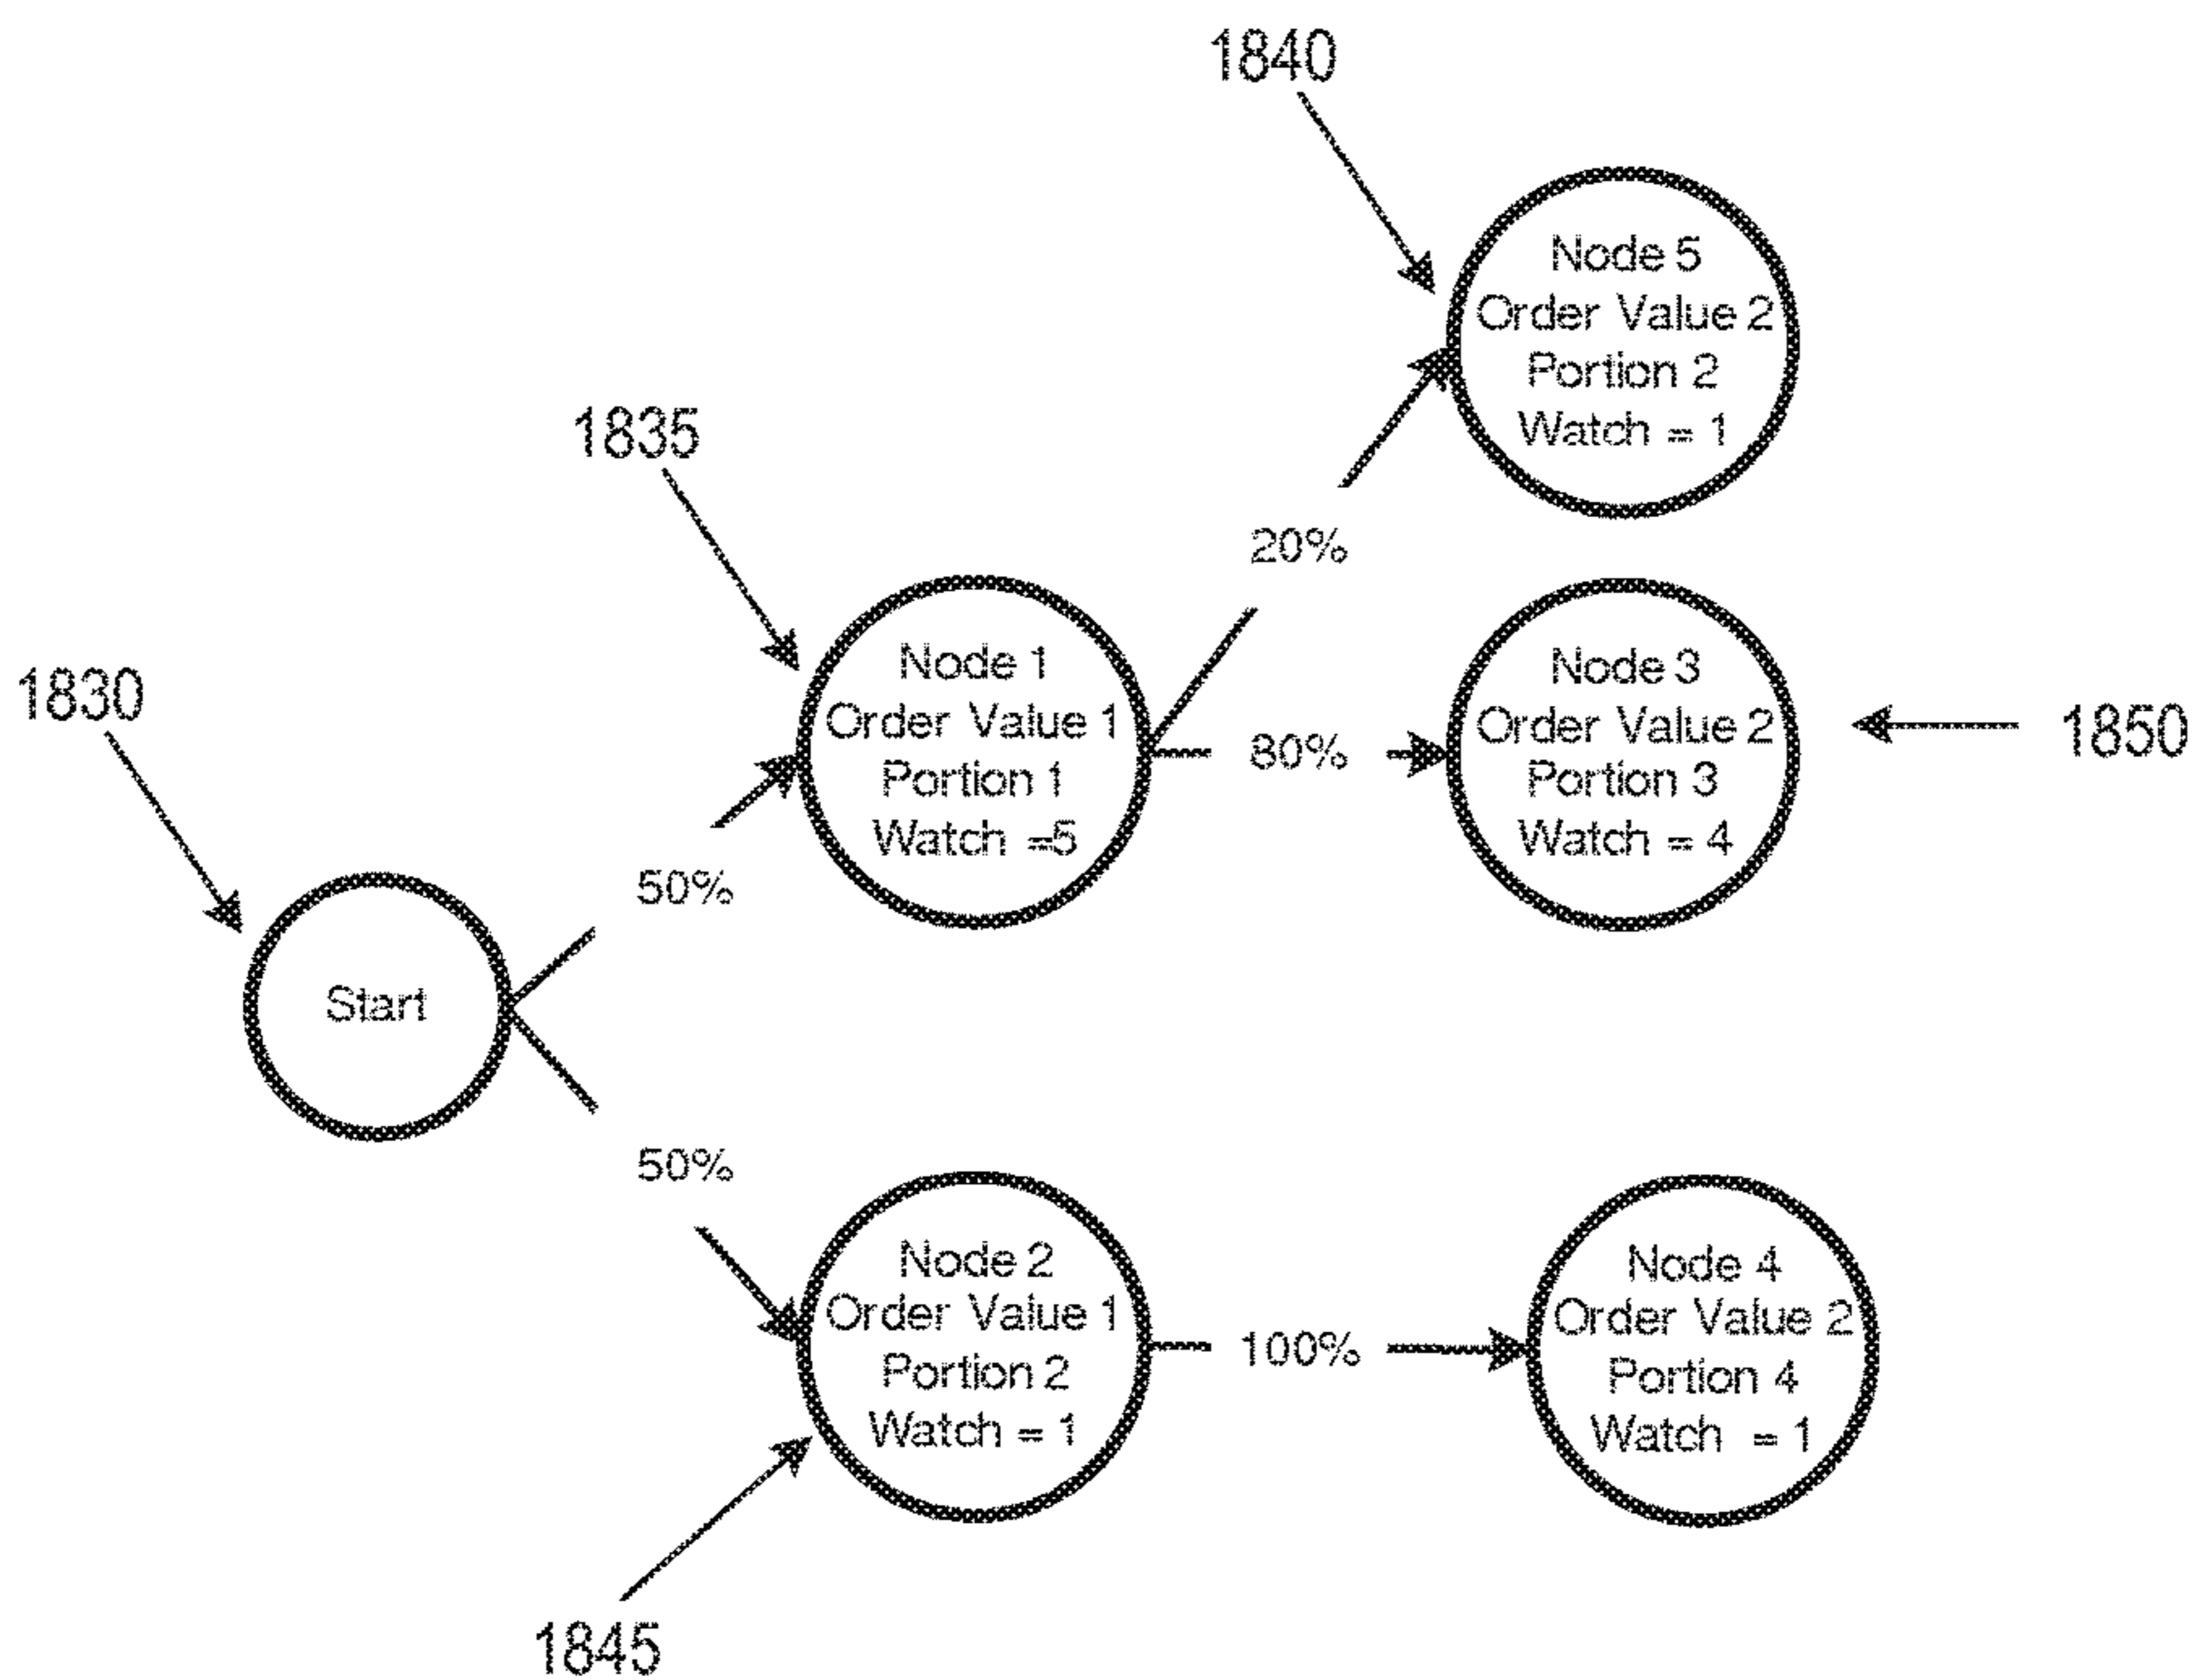 1840
Node 5
Order Value 2
Portion 2
Watch = 1
1835
20%
1830
Node 1
Order Value 1
Portion 1
Watch =5
80%
Node 3
Order Value 2
Portion 3
Watch = 4
1850
50%
Start
50%
Node 2
Order Value 1
Portion 2
Watch = 1
100%
Node 4
Order Value 2
Portion 4
Watch = 1
1845